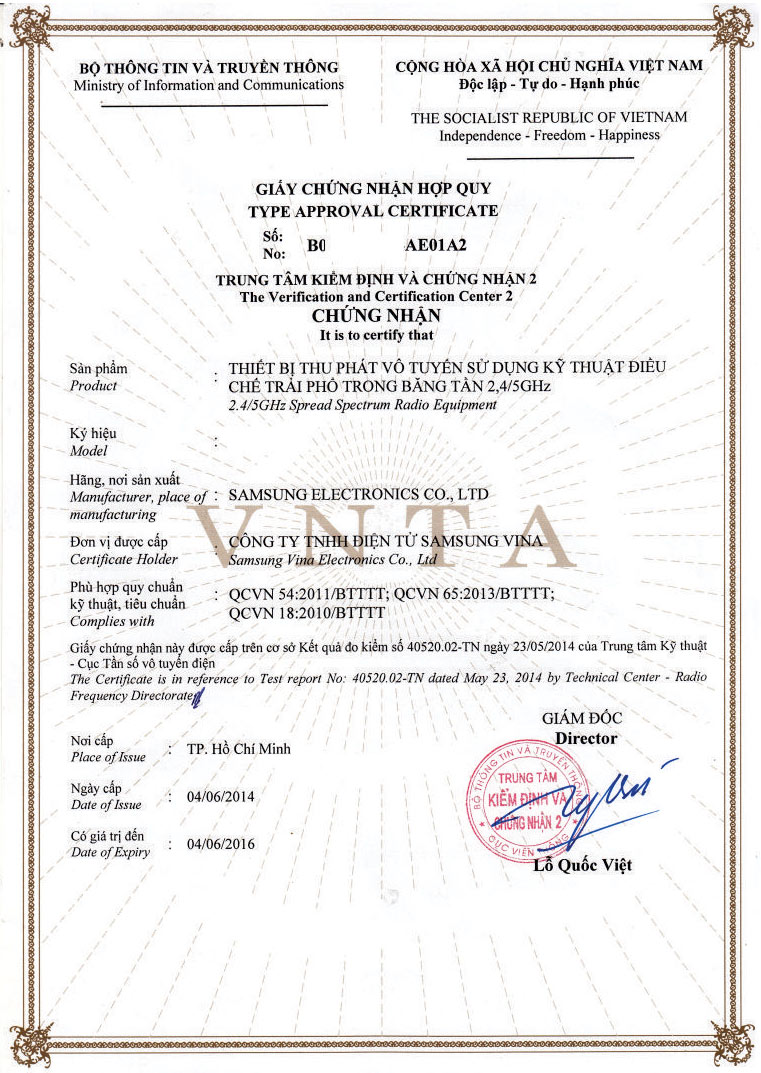 BỘ THÔNG TIN VÀ TRUYỀN THÔNG
Ministry of Information and Communications
CỘNG HÒA XÃ HỘI CHỦ NGHĨA VIỆT NAM
Độc lập - Tự do - Hạnh phúc
THE SOCIALIST REPUBLIC OF VIETNAM
Independence - Freedom - Happiness
GIẤY CHỨNG NHẬN HỢP QUY
TYPE APPROVAL CERTIFICATE
Số:
No: B0 AE01A2
TRUNG TÂM KIỂM ĐỊNH VÀ CHỨNG NHẬN 2
The Verification and Certification Center 2
CHỨNG NHẬN
It is to certify that
Sản phẩm : THIẾT BỊ THU PHÁT VÔ TUYẾN SỬ DỤNG KỸ THUẬT ĐIỀU
Product CHẾ TRẢI PHỔ TRONG BĂNG TẦN 2,4/5GHz
2.4/5GHz Spread Spectrum Radio Equipment
Ký hiệu :
Model
Hãng, nơi sản xuất
Manufacturer, place of : SAMSUNG ELECTRONICS CO., LTD
manufacturing
VNTA
Đơn vị được cấp : CÔNG TY TNHH ĐIỆN TỬ SAMSUNG VINA
Certificate Holder Samsung Vina Electronics Co., Ltd
Phù hợp quy chuẩn
kỹ thuật, tiêu chuẩn : QCVN 54:2011/BTTTT; QCVN 65:2013/BTTTT;
Complies with QCVN 18:2010/BTTTT
Giấy chứng nhận này được cấp trên cơ sở Kết quả đo kiểm số 40520.02-TN ngày 23/05/2014 của Trung tâm Kỹ thuật
- Cục Tần số vô tuyến điện
The Certificate is in reference to Test report No: 40520.02-TN dated May 23, 2014 by Technical Center - Radio
Frequency Directorate
Nơi cấp : TP. Hồ Chí Minh
Place of Issue
Ngày cấp : 04/06/2014
Date of Issue
Có giá trị đến : 04/06/2016
Date of Expiry
GIÁM ĐỐC
Director
BỘ THÔNG TIN VÀ TRUYỀN THÔNG
TRUNG TÂM
KIỂM ĐỊNH VÀ
CHỨNG NHẬN 2
CỤC VIỄN THÔNG
Lỗ Quốc Việt